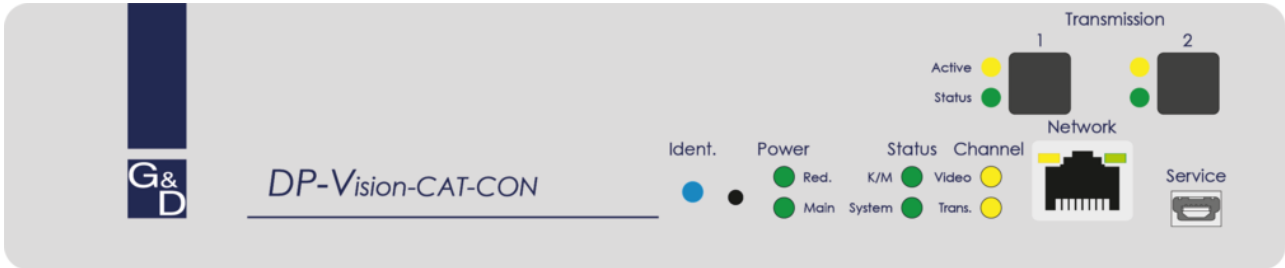 Transmission
1 2
Active
Status
Network
Ident. Power Status Channel
Red. K/M Video
Main System Trans.
Service
G&
D
DP-Vision-CAT-CON